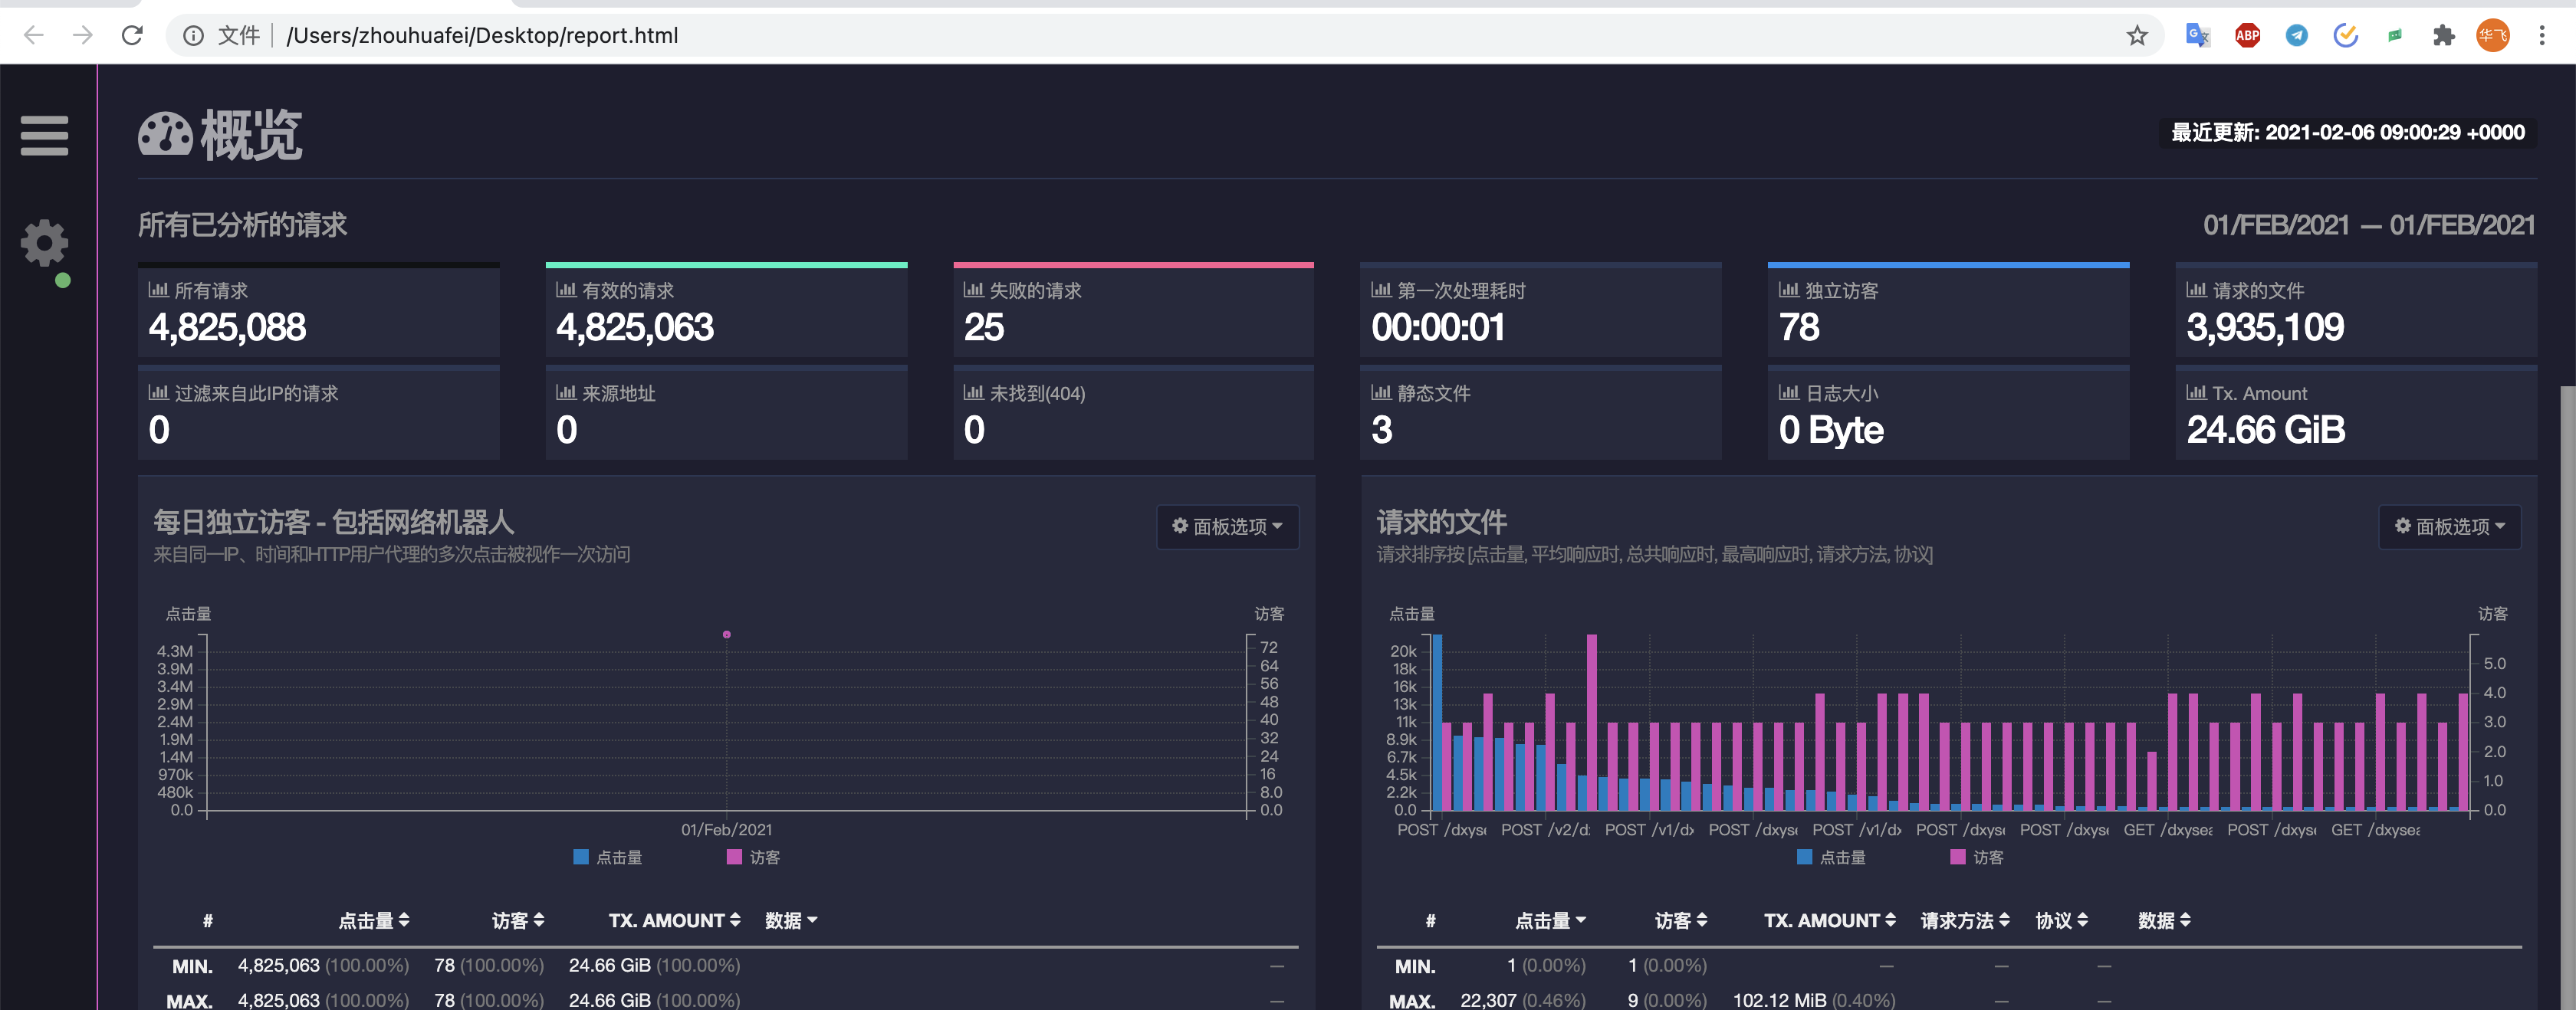 文件 /Users/zhouhuafei/Desktop/report.html
ABP
华飞
概览
最近更新: 2021-02-06 09:00:29 +0000
所有已分析的请求
01/FEB/2021 — 01/FEB/2021
所有请求
4,825,088
有效的请求
4,825,063
失败的请求
25
第一次处理耗时
00:00:01
独立访客
78
请求的文件
3,935,109
过滤来自此IP的请求
0
来源地址
0
未找到(404)
0
静态文件
3
日志大小
0 Byte
Tx. Amount
24.66 GiB
每日独立访客 - 包括网络机器人
面板选项
来自同一IP、时间和HTTP用户代理的多次点击被视作一次访问
点击量
访客
4.3M
3.9M
3.4M
2.9M
2.4M
1.9M
1.4M
970k
480k
0.0
72
64
56
48
40
32
24
16
8.0
0.0
01/Feb/2021
点击量 访客
# 点击量 访客 TX. AMOUNT 数据
MIN. 4,825,063 (100.00%) 78 (100.00%) 24.66 GiB (100.00%) —
MAX. 4,825,063 (100.00%) 78 (100.00%) 24.66 GiB (100.00%) —
请求的文件
面板选项
请求排序按 [点击量, 平均响应时, 总共响应时, 最高响应时, 请求方法, 协议]
点击量
访客
20k
18k
16k
13k
11k
8.9k
6.7k
4.5k
2.2k
0.0
5.0
4.0
3.0
2.0
1.0
0.0
POST /dxyse POST /v2/d POST /v1/d POST /dxyse POST /v1/d POST /dxyse POST /dxyse GET /dxysea POST /dxyse GET /dxysea
点击量 访客
# 点击量 访客 TX. AMOUNT 请求方法 协议 数据
MIN. 1 (0.00%) 1 (0.00%) — — —
MAX. 22,307 (0.46%) 9 (0.00%) 102.12 MiB (0.40%) — —